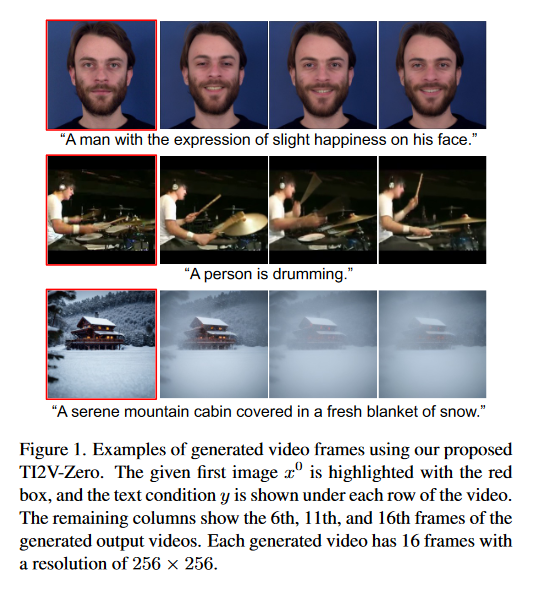 “A man with the expression of slight happiness on his face.”
“A person is drumming.”
“A serene mountain cabin covered in a fresh blanket of snow.”
Figure 1. Examples of generated video frames using our proposed
TI2V-Zero. The given first image x⁰ is highlighted with the red
box, and the text condition y is shown under each row of the video.
The remaining columns show the 6th, 11th, and 16th frames of the
generated output videos. Each generated video has 16 frames with
a resolution of 256 × 256.